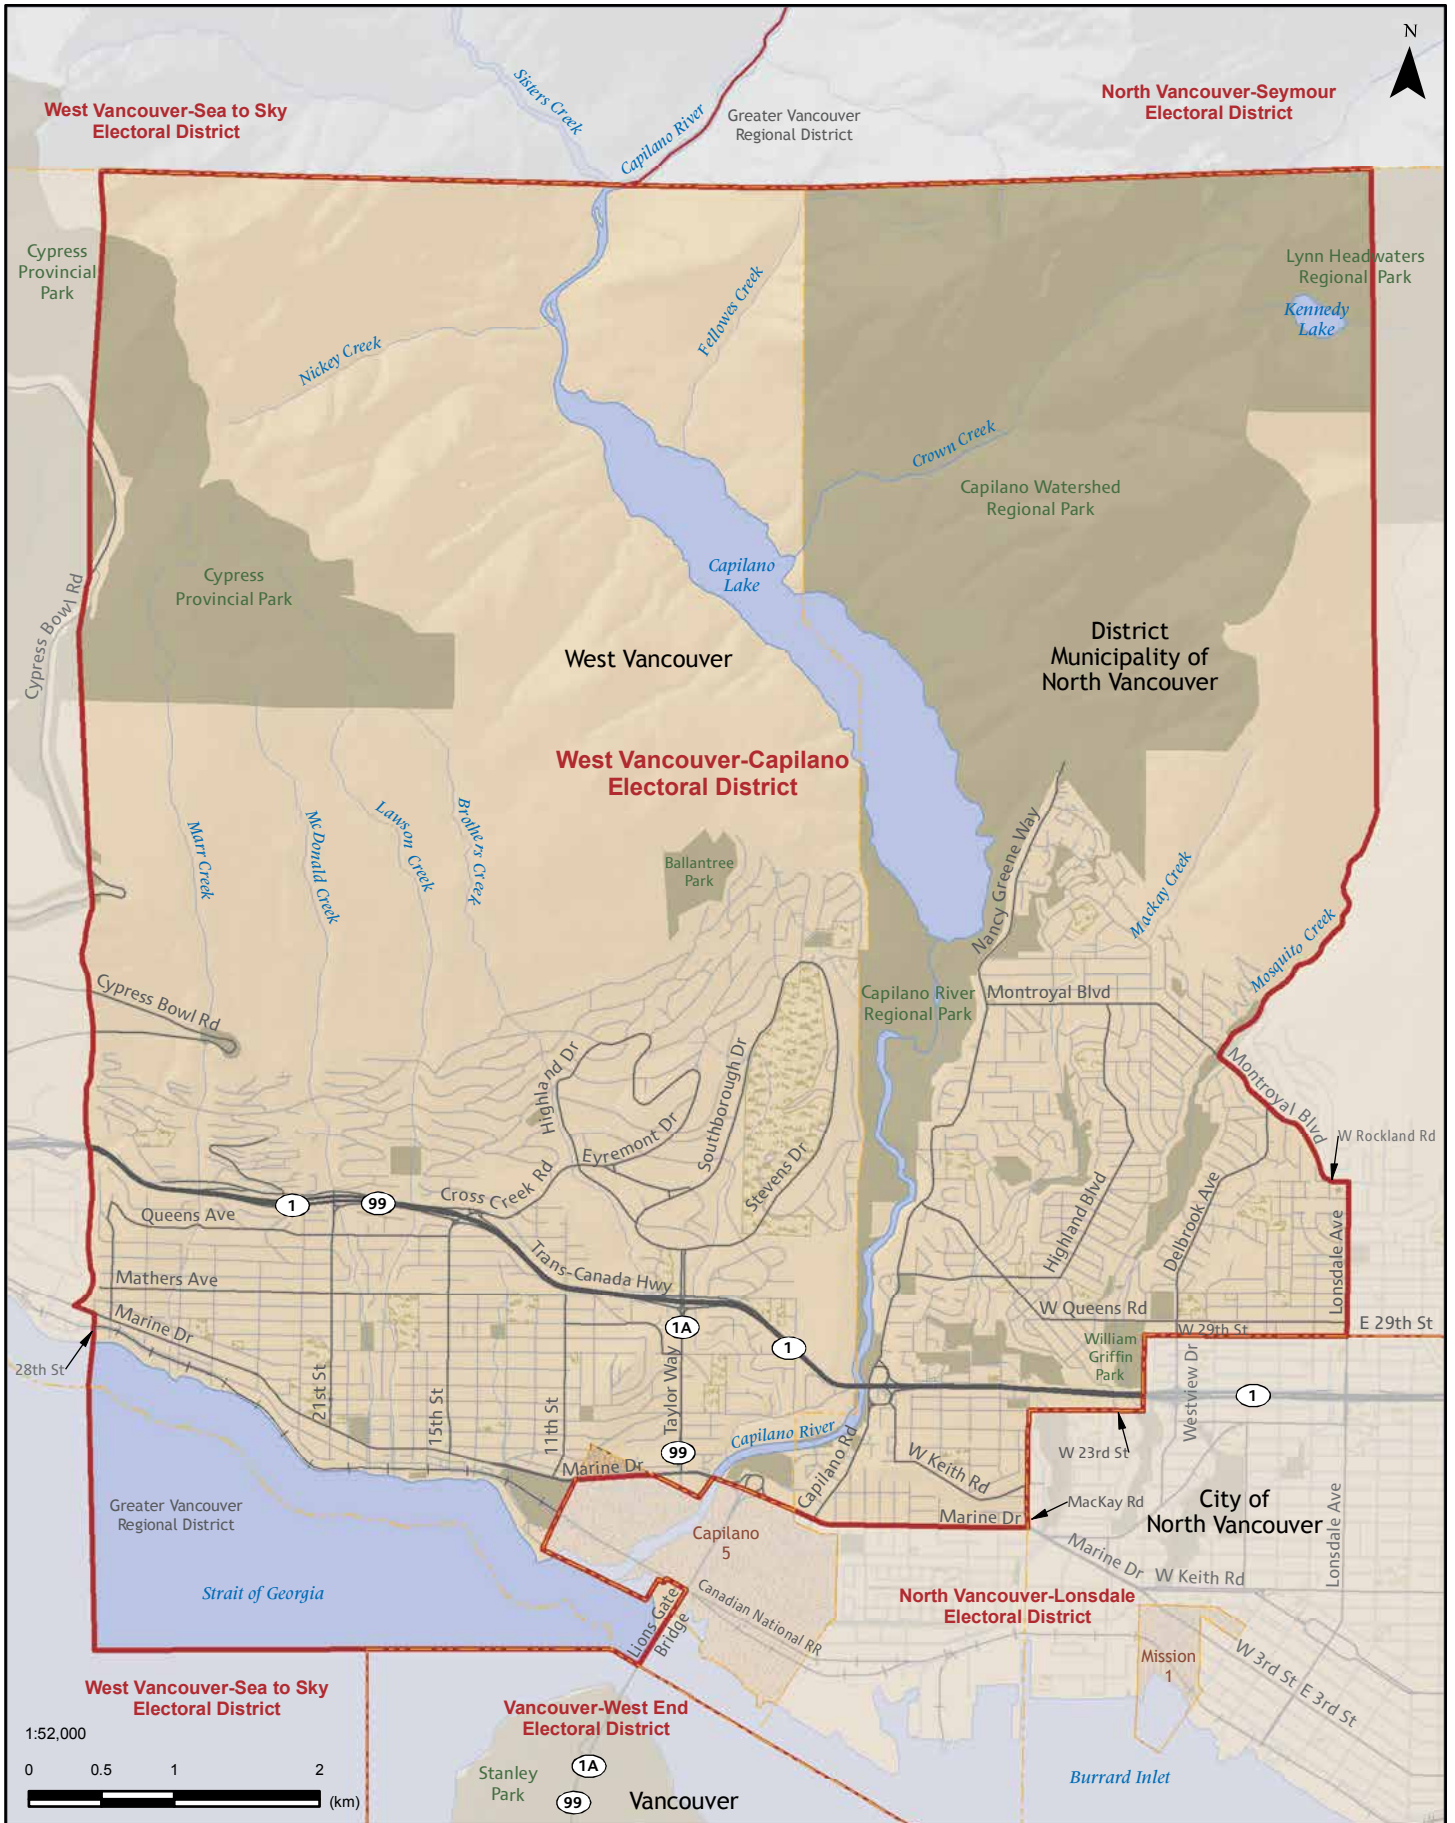 N
West Vancouver-Sea to Sky
Electoral District
Sisters Creek
Capilano River
Greater Vancouver
Regional District
North Vancouver-Seymour
Electoral District
Cypress
Provincial
Park
Lynn Headwaters
Regional Park
Kennedy
Lake
Fellowes Creek
Nickey Creek
Crown Creek
Capilano Watershed
Regional Park
Cypress
Provincial Park
Capilano
Lake
Cypress Bowl Rd
West Vancouver
District
Municipality of
North Vancouver
West Vancouver-Capilano
Electoral District
Marr Creek
McDonald Creek
Lawson Creek
Brothers Creek
Ballantree
Park
Nancy Greene Way
Mackay Creek
Mosquito Creek
Cypress Bowl Rd
Capilano River
Regional Park
Montroyal Blvd
Highland Dr
Southborough Dr
Eyremont Dr
Stevens Dr
Montroyal Blvd
W Rockland Rd
Cross Creek Rd
Highland Blvd
Delbrook Ave
Lonsdale Ave
1
99
Queens Ave
Trans-Canada Hwy
Mathers Ave
Marine Dr
1A
1
W Queens Rd
W 29th St
E 29th St
28th St
William
Griffin
Park
21st St
15th St
11th St
Taylor Way
Westview Dr
1
Capilano River
99
Capilano Rd
W Keith Rd
W 23rd St
Marine Dr
Marine Dr
MacKay Rd
City of
North Vancouver
Lonsdale Ave
Greater Vancouver
Regional District
Capilano
5
Marine Dr
W Keith Rd
Strait of Georgia
Lions Gate
Bridge
Canadian National RR
North Vancouver-Lonsdale
Electoral District
Mission
1
W 3rd St
E 3rd St
West Vancouver-Sea to Sky
Electoral District
Vancouver-West End
Electoral District
1:52,000
0 0.5 1 2
(km)
Stanley
Park
1A
99
Vancouver
Burrard Inlet